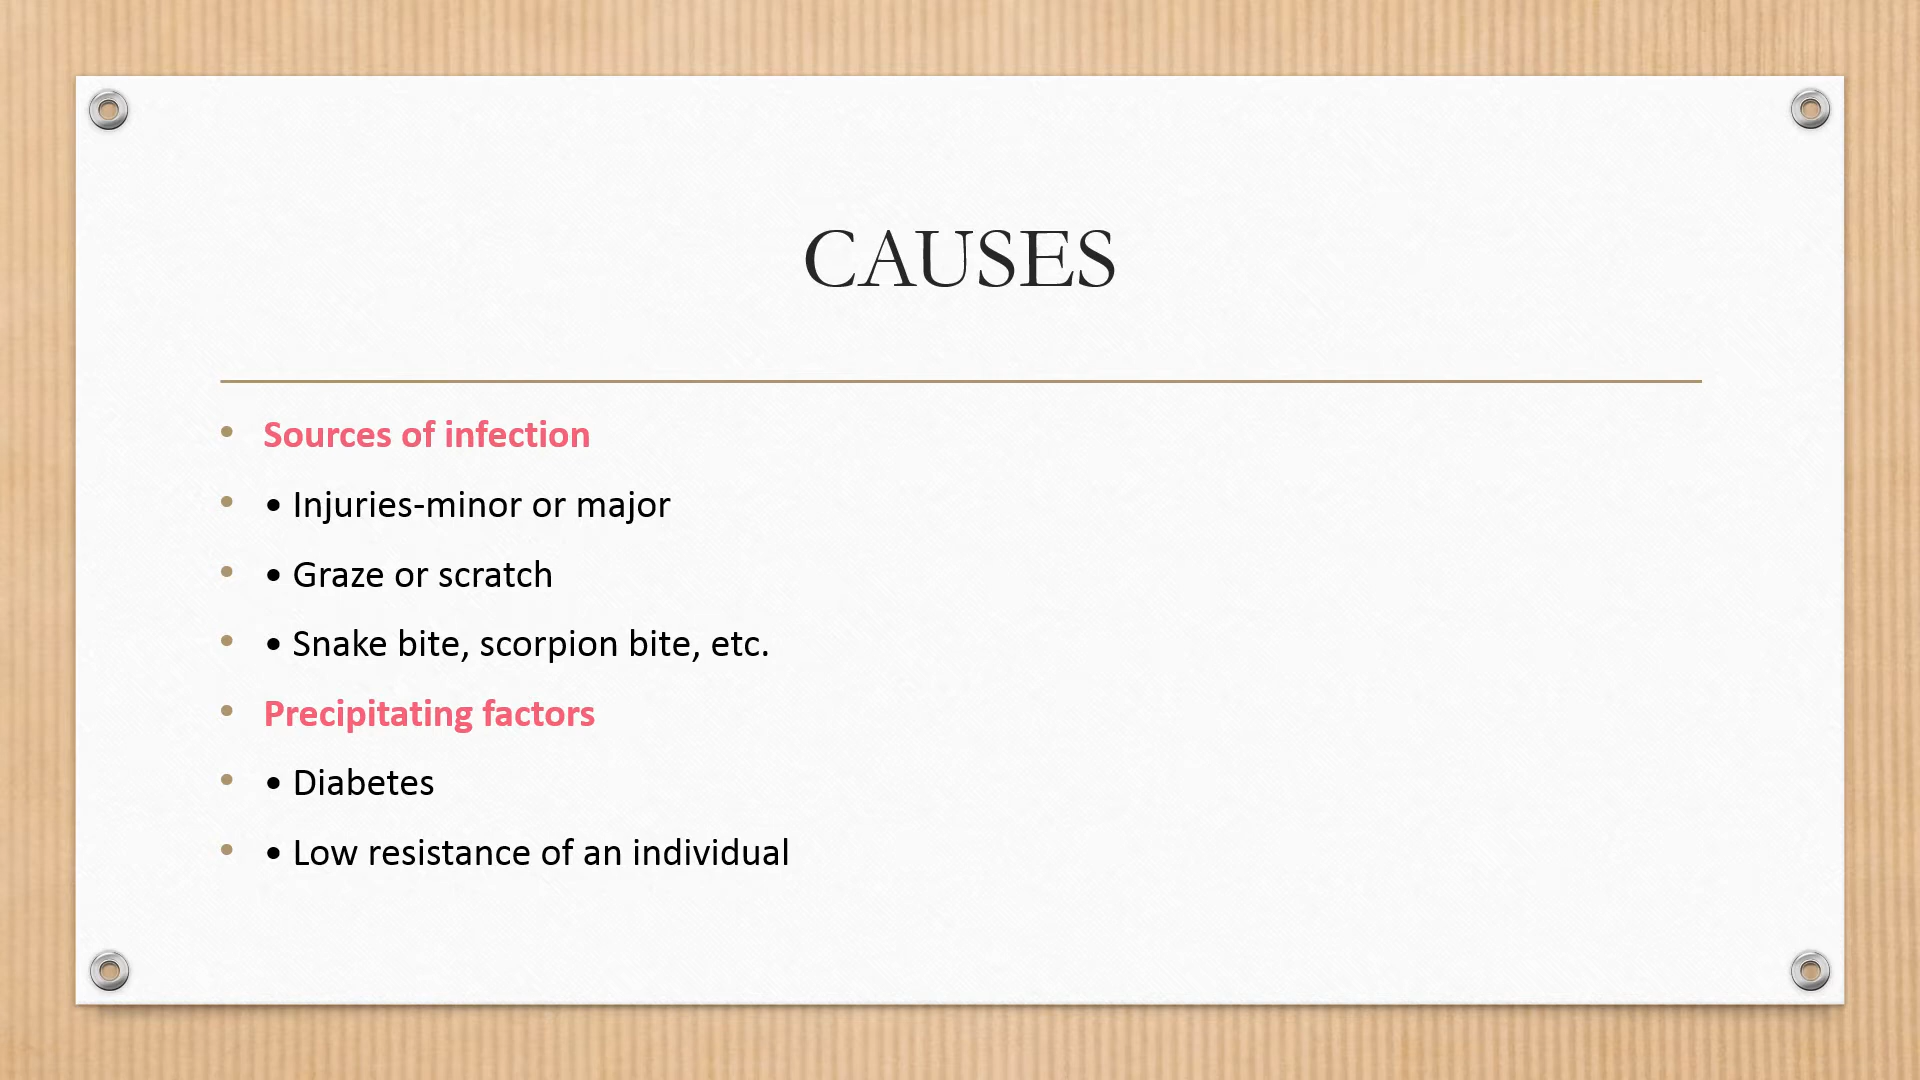 CAUSES
• Sources of infection
• • Injuries-minor or major
• • Graze or scratch
• • Snake bite, scorpion bite, etc.
• Precipitating factors
• • Diabetes
• • Low resistance of an individual